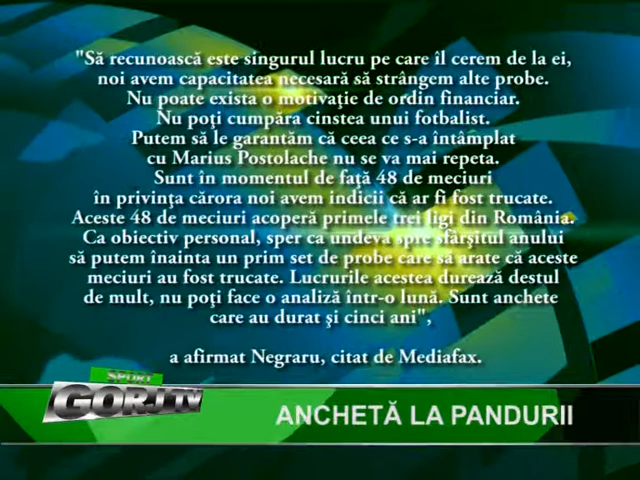 "Să recunoască este singurul lucru pe care îl cerem de la ei,
noi avem capacitatea necesară să strângem alte probe.
Nu poate exista o motivaţie de ordin financiar.
Nu poţi cumpăra cinstea unui fotbalist.
Putem să le garantăm că ceea ce s-a întâmplat
cu Marius Postolache nu se va mai repeta.
Sunt în momentul de faţă 48 de meciuri
în privinţa cărora noi avem indicii că ar fi fost trucate.
Aceste 48 de meciuri acoperă primele trei ligi din România.
Ca obiectiv personal, sper ca undeva spre sfârşitul anului
să putem înainta un prim set de probe care să arate că aceste
meciuri au fost trucate. Lucrurile acestea durează destul
de mult, nu poţi face o analiză într-o lună. Sunt anchete
care au durat şi cinci ani",
a afirmat Negraru, citat de Mediafax.
SPORT
GORJ TV
ANCHETĂ LA PANDURII